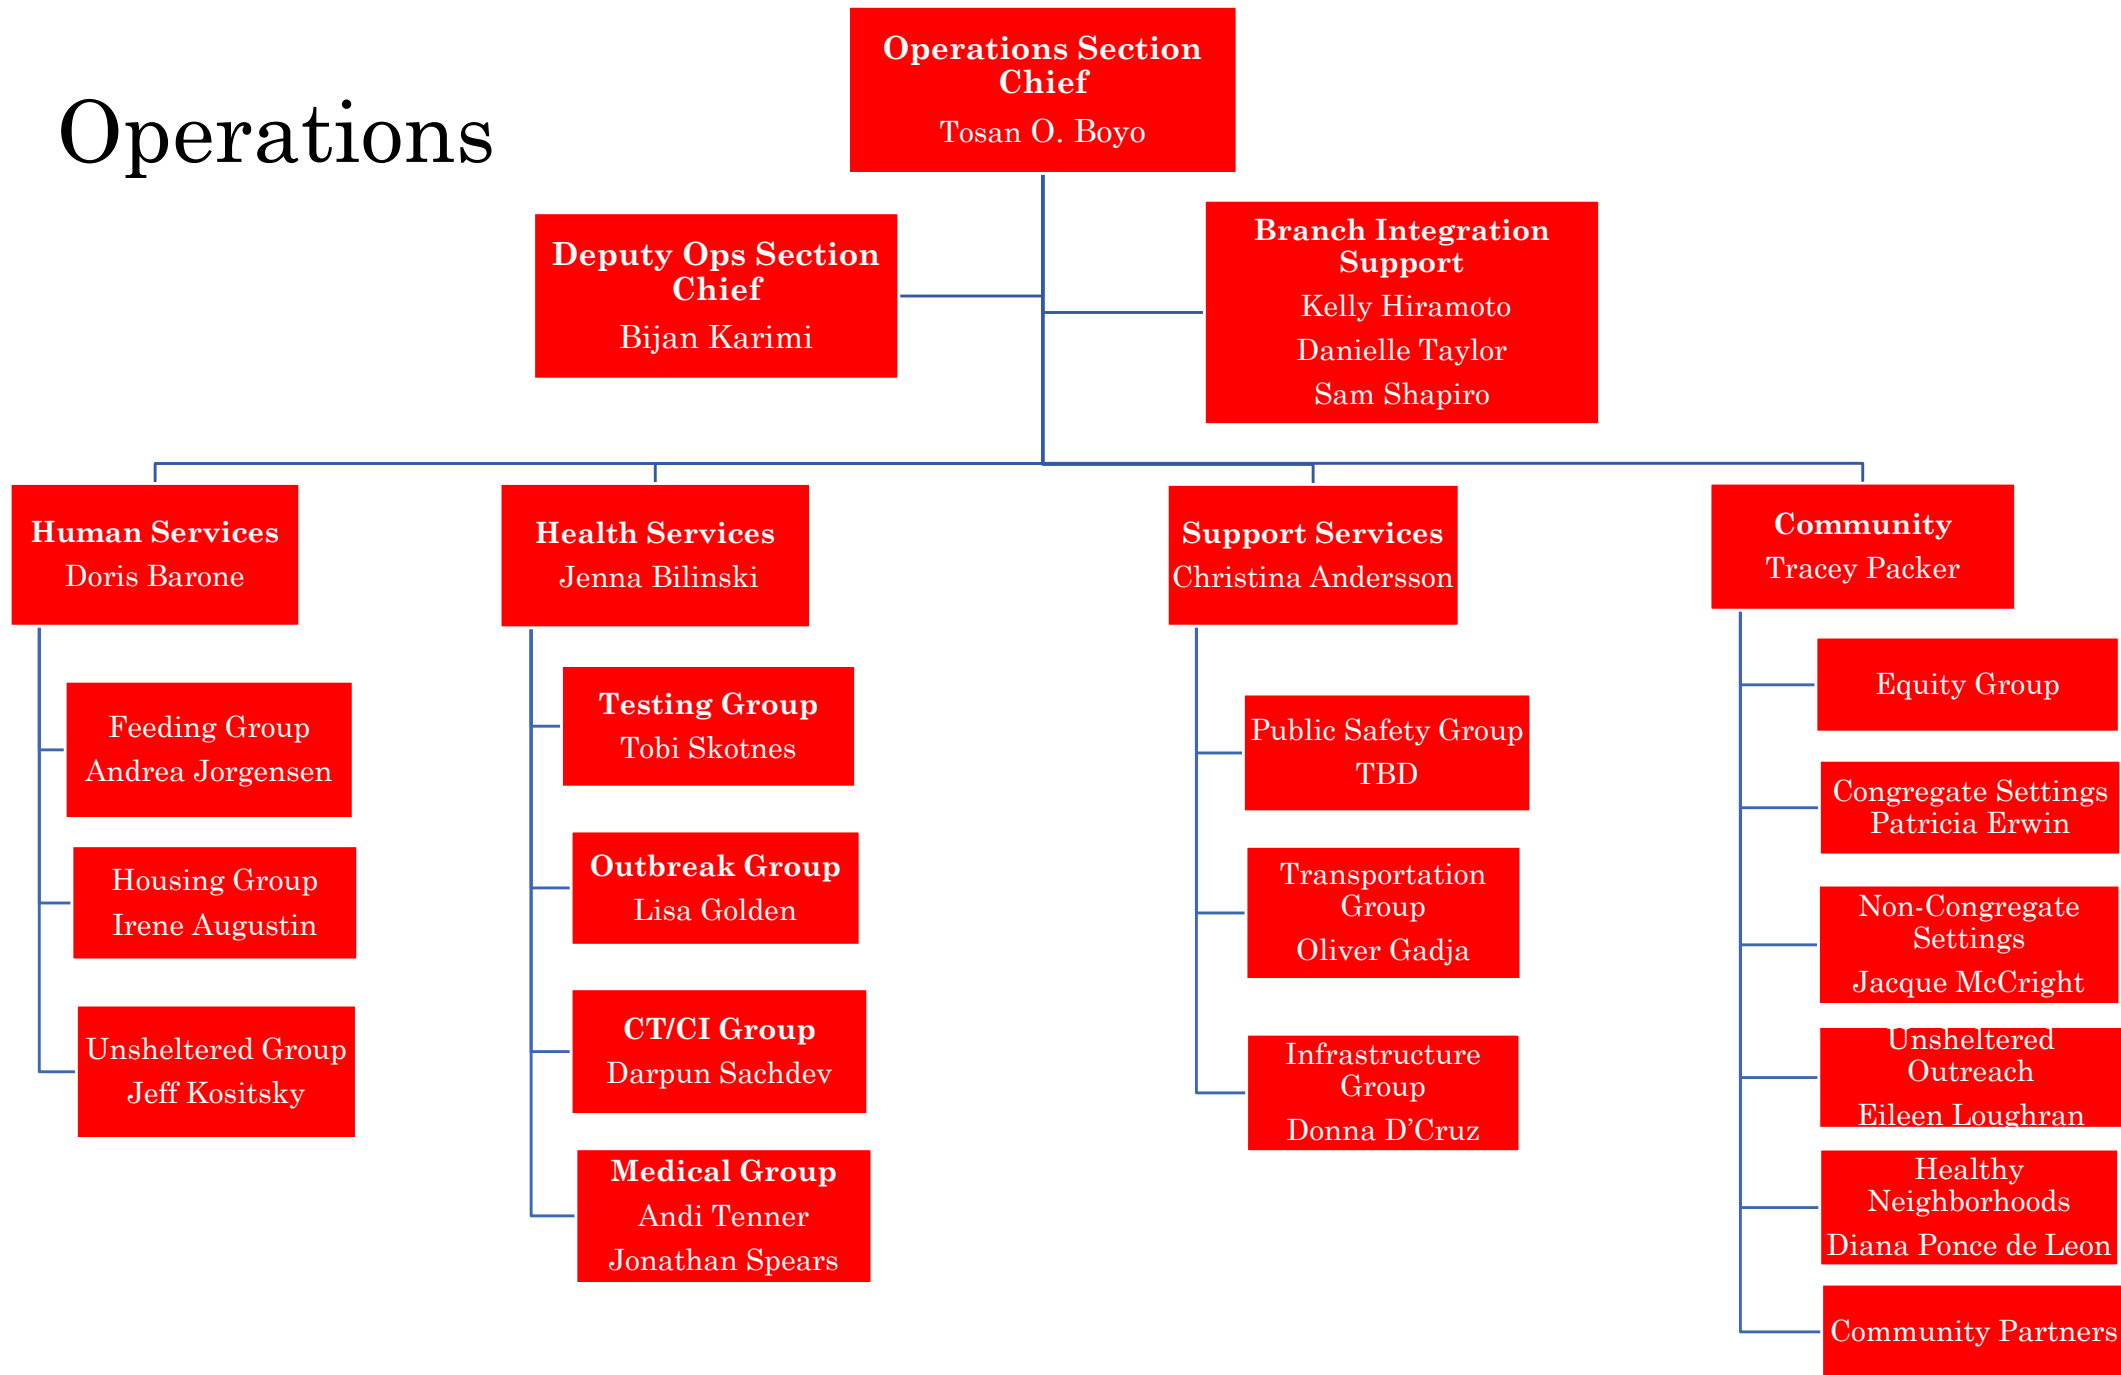 Operations
Operations Section
Chief
Tosan O. Boyo
Deputy Ops Section
Chief
Bijan Karimi
Branch Integration
Support
Kelly Hiramoto
Danielle Taylor
Sam Shapiro
Human Services
Doris Barone
Feeding Group
Andrea Jorgensen
Housing Group
Irene Augustin
Unsheltered Group
Jeff Kositsky
Health Services
Jenna Bilinski
Testing Group
Tobi Skotnes
Outbreak Group
Lisa Golden
CT/CI Group
Darpun Sachdev
Medical Group
Andi Tenner
Jonathan Spears
Support Services
Christina Andersson
Public Safety Group
TBD
Transportation
Group
Oliver Gadja
Infrastructure
Group
Donna D’Cruz
Community
Tracey Packer
Equity Group
Congregate Settings
Patricia Erwin
Non-Congregate
Settings
Jacque McCright
Unsheltered
Outreach
Eileen Loughran
Healthy
Neighborhoods
Diana Ponce de Leon
Community Partners